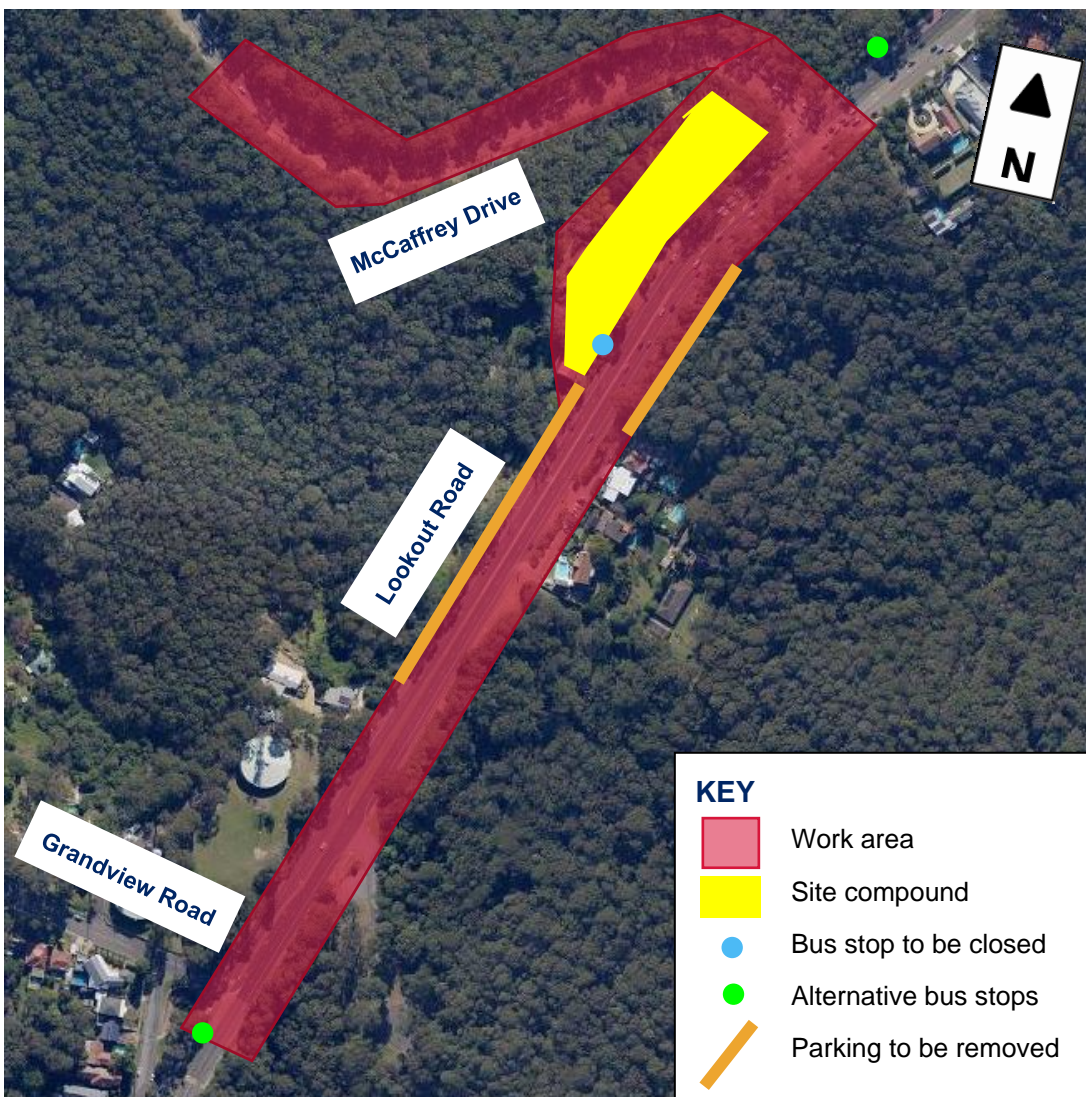 N
McCaffrey Drive
Lookout Road
Grandview Road
KEY
Work area
Site compound
Bus stop to be closed
Alternative bus stops
Parking to be removed